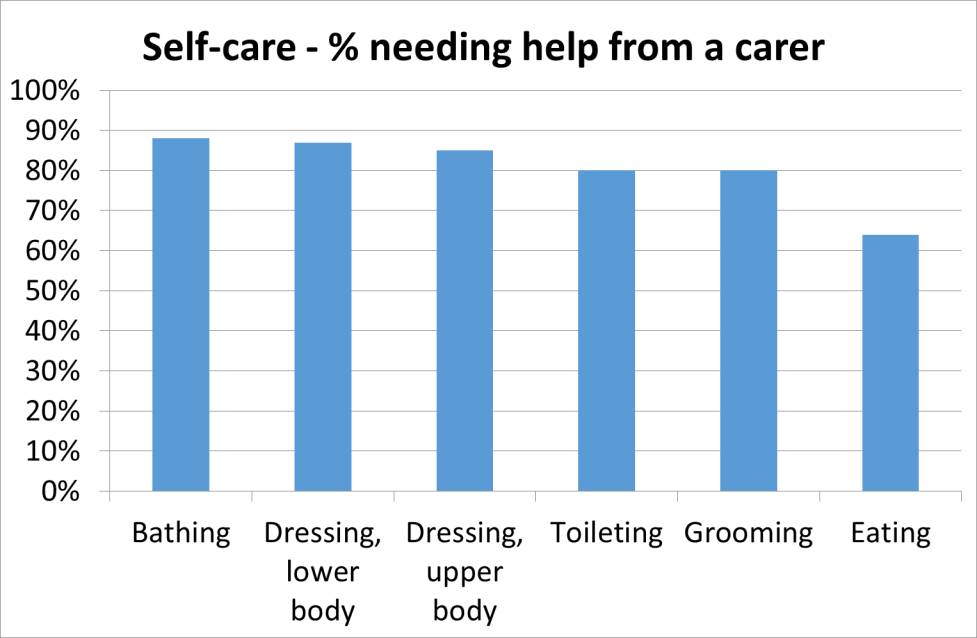 Self-care - % needing help from a carer
100%
90%
80%
70%
60%
50%
40%
30%
20%
10%
0%
Bathing
Dressing,
lower
body
Dressing,
upper
body
Toileting
Grooming
Eating